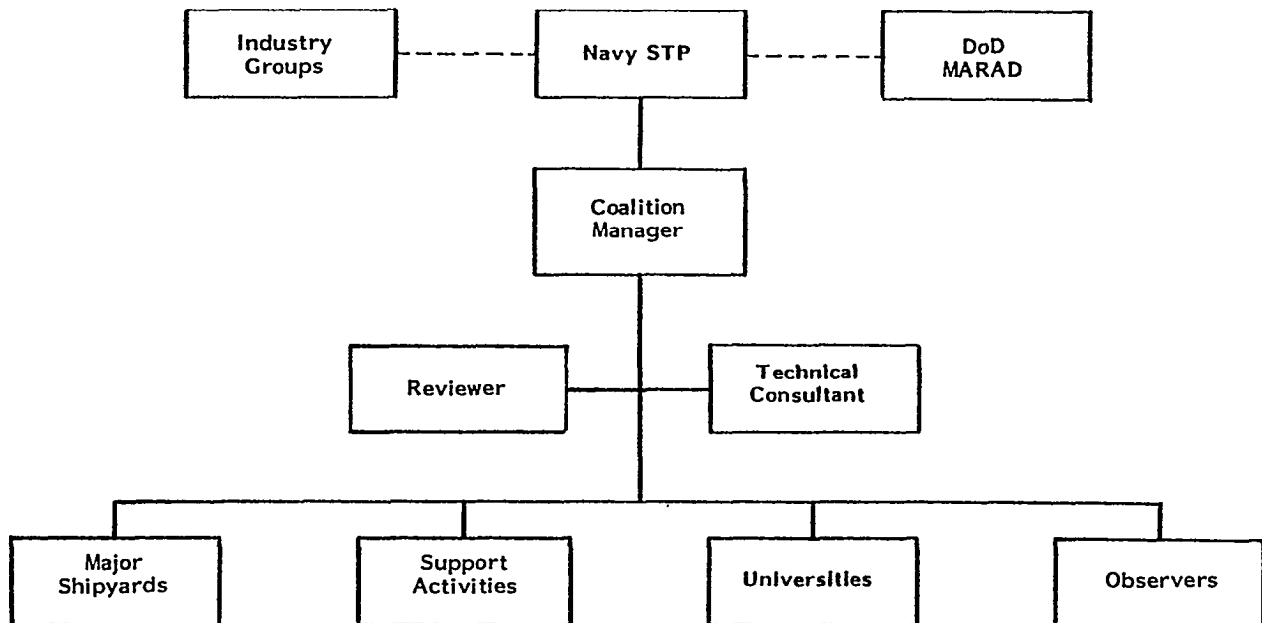 Industry
Groups
Navy STP
DoD
MARAD
Coalition
Manager
Reviewer
Technical
Consultant
Major
Shipyards
Support
Activities
Universities
Observers